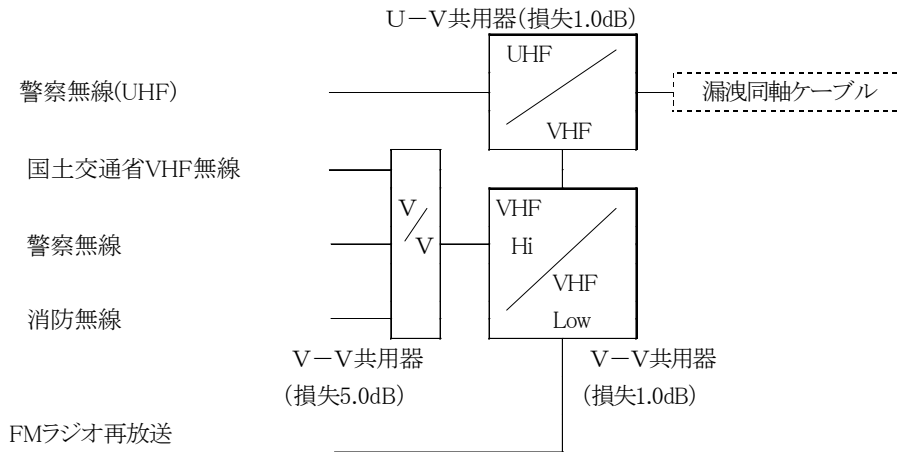 U－V共用器(損失1.0dB)
UHF
VHF
警察無線(UHF)
漏洩同軸ケーブル
国土交通省VHF無線
警察無線
消防無線
V
V
VHF
Hi
VHF
Low
V－V共用器
(損失5.0dB)
V－V共用器
(損失1.0dB)
FMラジオ再放送